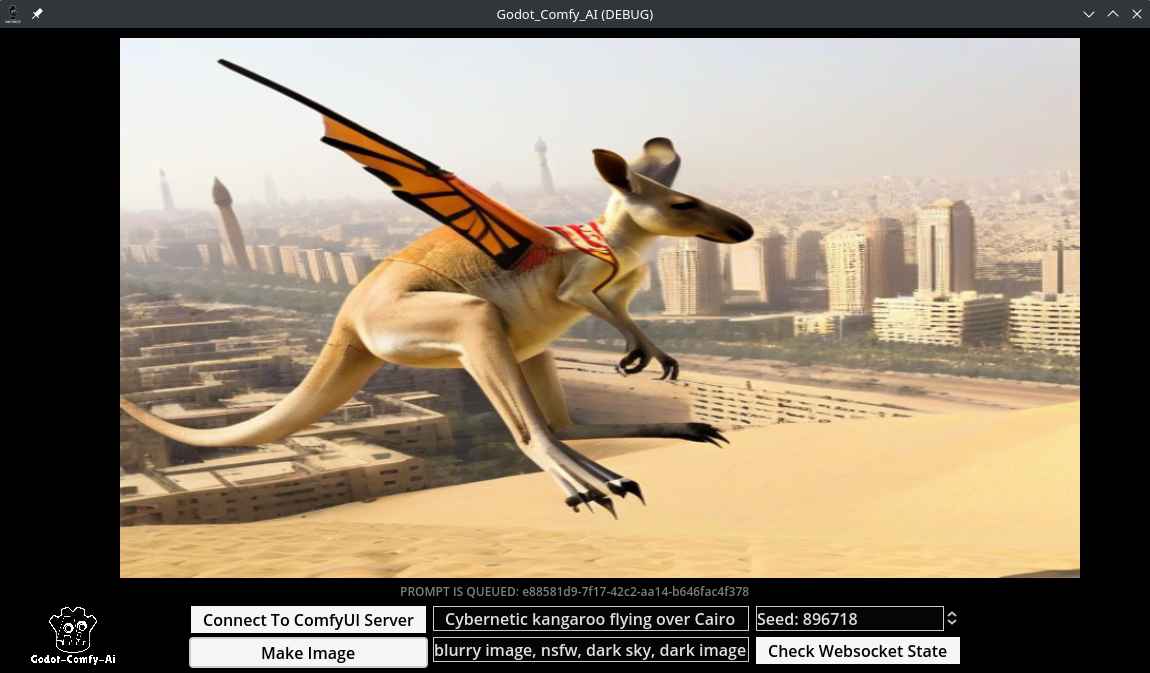 Godot_Comfy_AI (DEBUG)
PROMPT IS QUEUED: e88581d9-7f17-42c2-aa14-b646fac4f378
Connect To ComfyUI Server
Cybernetic kangaroo flying over Cairo
Seed: 896718
Make Image
blurry image, nsfw, dark sky, dark image
Check Websocket State
Godot-Comfy-Ai